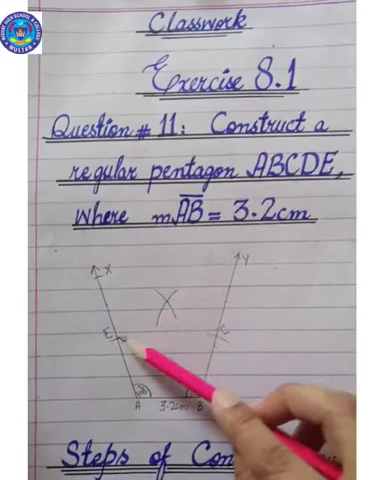 Classwork
Exercise 8.1
Question # 11: Construct a
regular pentagon ABCDE,
where mAB = 3.2cm
X
Y
E
C
A 3.2cm B
Steps of Con